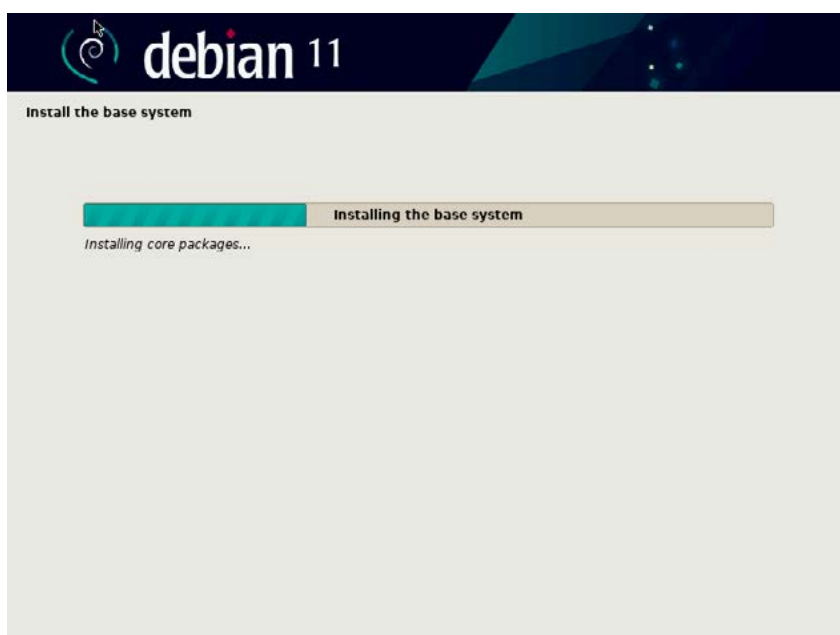 debian 11
Install the base system
Installing the base system
Installing core packages...